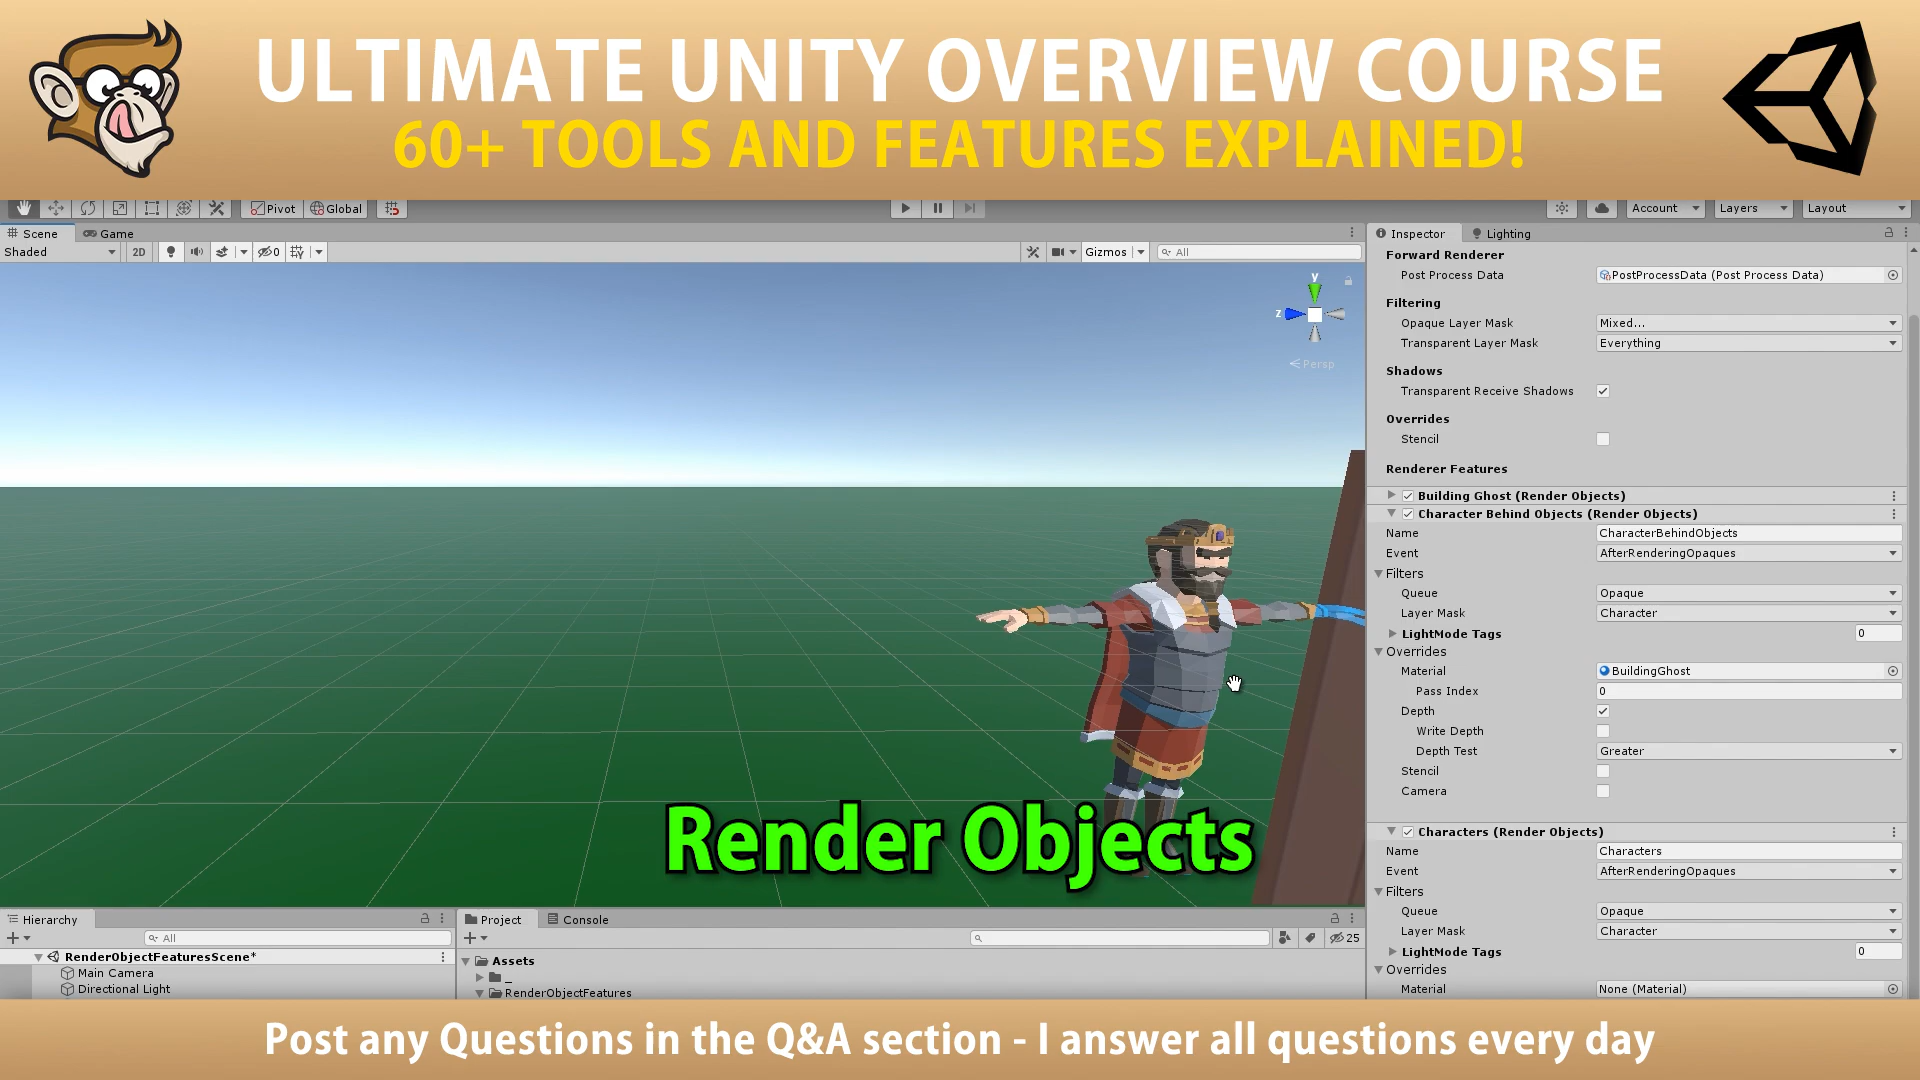 ULTIMATE UNITY OVERVIEW COURSE
60+ TOOLS AND FEATURES EXPLAINED!
Pivot Global Account Layers Layout
Scene Game
Shaded 2D 0 Gizmos All
y
z
Persp
Inspector Lighting
Forward Renderer
Post Process Data PostProcessData (Post Process Data)
Filtering
Opaque Layer Mask Mixed...
Transparent Layer Mask Everything
Shadows
Transparent Receive Shadows
Overrides
Stencil
Renderer Features
Building Ghost (Render Objects)
Character Behind Objects (Render Objects)
Name CharacterBehindObjects
Event AfterRenderingOpaques
Filters
Queue Opaque
Layer Mask Character
LightMode Tags 0
Overrides
Material BuildingGhost
Pass Index 0
Depth
Write Depth
Depth Test Greater
Stencil
Camera
Characters (Render Objects)
Name Characters
Event AfterRenderingOpaques
Filters
Queue Opaque
Layer Mask Character
LightMode Tags 0
Overrides
Material None (Material)
Render Objects
Hierarchy
All
RenderObjectFeaturesScene*
Main Camera
Directional Light
Project Console
25
Assets
_
RenderObjectFeatures
Post any Questions in the Q&A section - I answer all questions every day